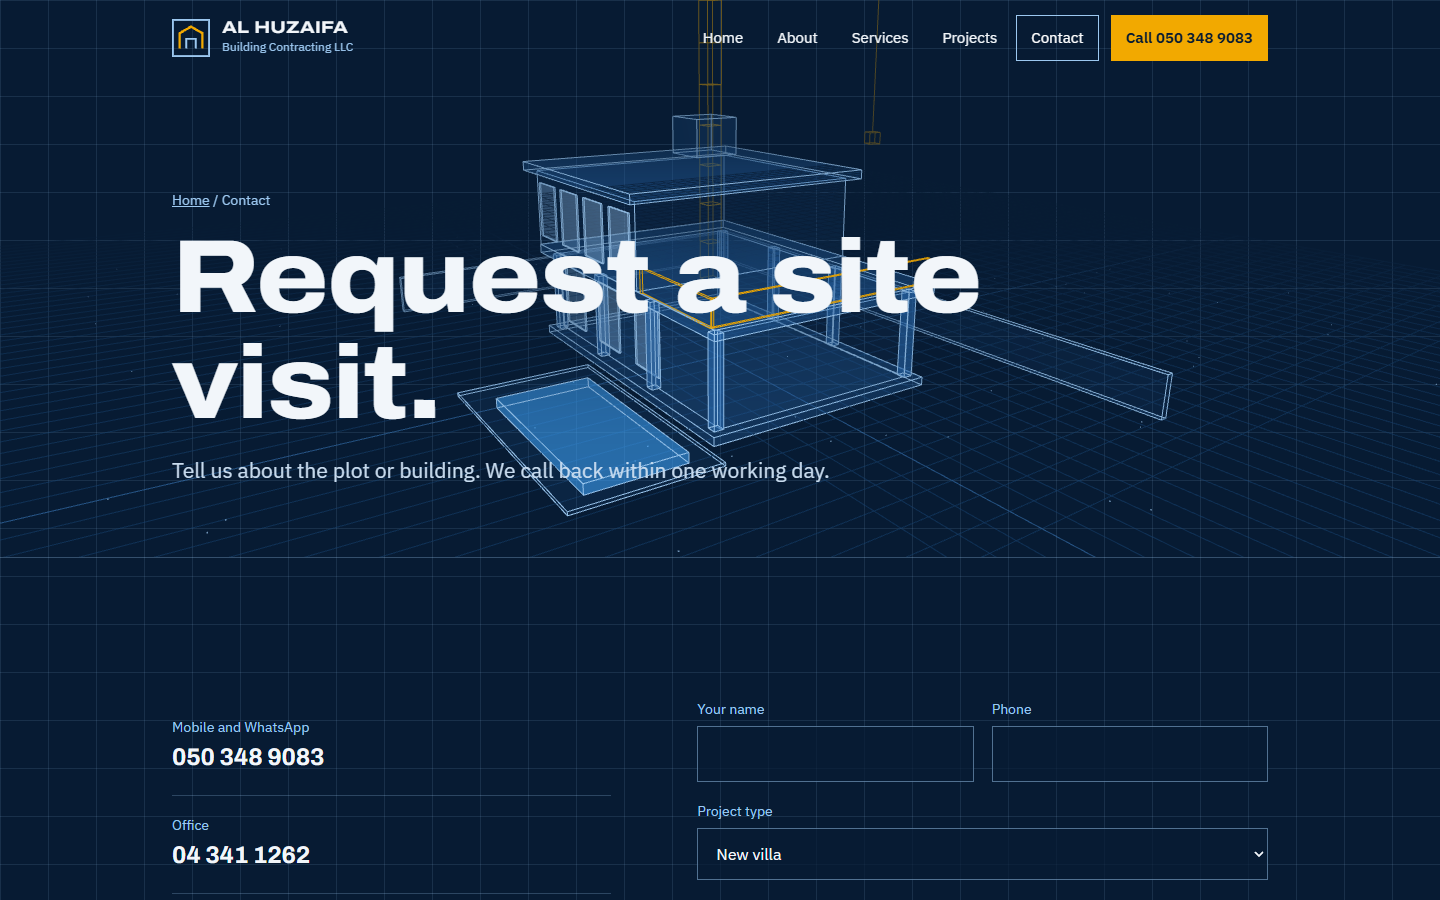 AL HUZAIFA
Building Contracting LLC
Home
About
Services
Projects
Contact
Call 050 348 9083
Home / Contact
Request a site
visit.
Tell us about the plot or building. We call back within one working day.
Mobile and WhatsApp
050 348 9083
Office
04 341 1262
Your name
Phone
Project type
New villa